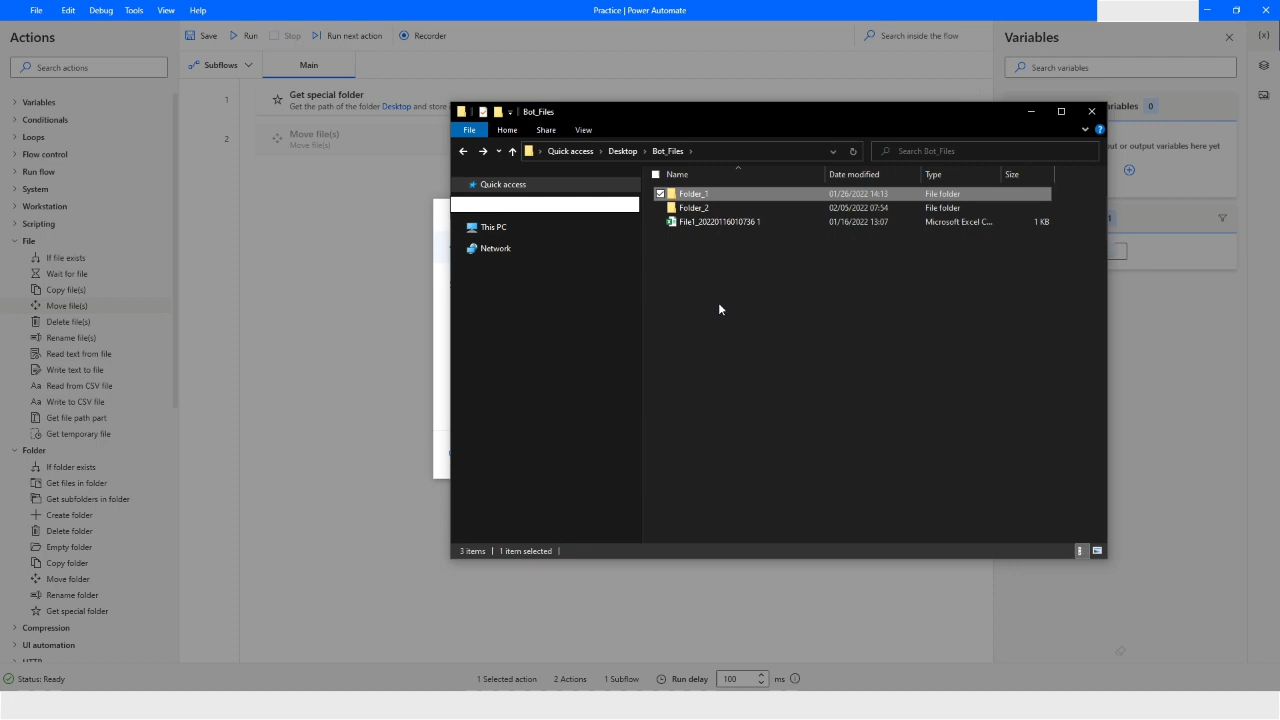 File Edit Debug Tools View Help Practice | Power Automate
Actions
Save Run Stop Run next action Recorder
Search inside the flow
Variables
{x}
Search actions
Subflows Main
Search variables
Variables
Conditionals
Loops
Flow control
Run flow
System
Workstation
Scripting
File
If file exists
Wait for file
Copy file(s)
Move file(s)
Delete file(s)
Rename file(s)
Read text from file
Write text to file
Aa Read from CSV file
Aa Write to CSV file
Get file path part
Get temporary file
Folder
If folder exists
Get files in folder
Get subfolders in folder
Create folder
Delete folder
Empty folder
Copy folder
Move folder
Rename folder
Get special folder
Compression
UI automation
HTTP
1 Get special folder
Get the path of the folder Desktop and store
2 Move file(s)
Move file(s)
Bot_Files
File Home Share View
Quick access Desktop Bot_Files
Search Bot_Files
Quick access
This PC
Network
Name Date modified Type Size
Folder_1 01/26/2022 14:13 File folder
Folder_2 02/05/2022 07:54 File folder
File1_20220116010736 1 01/16/2022 13:07 Microsoft Excel C... 1 KB
3 items 1 item selected
ariables 0
put or output variables here yet
1
Status: Ready 1 Selected action 2 Actions 1 Subflow Run delay 100 ms